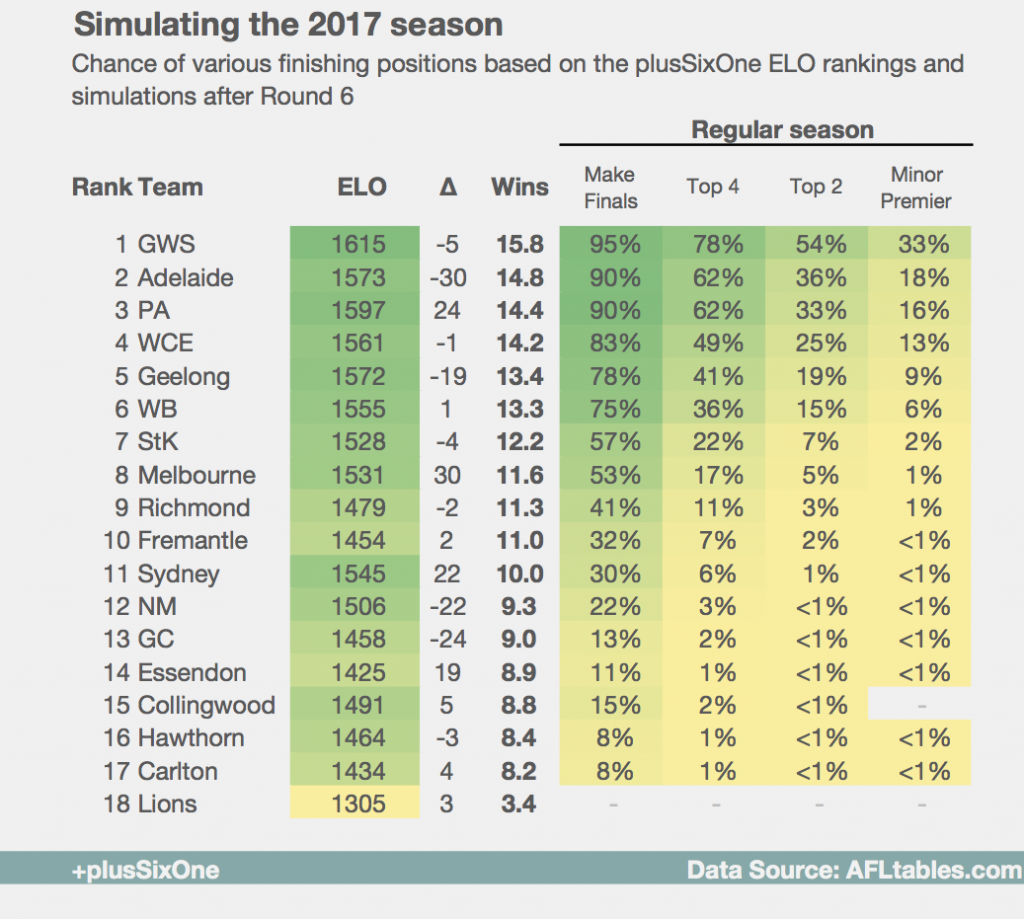 Simulating the 2017 season
Chance of various finishing positions based on the plusSixOne ELO rankings and
simulations after Round 6
Regular season
Rank Team ELO Δ Wins Make Finals Top 4 Top 2 Minor Premier
1 GWS 1615 -5 15.8 95% 78% 54% 33%
2 Adelaide 1573 -30 14.8 90% 62% 36% 18%
3 PA 1597 24 14.4 90% 62% 33% 16%
4 WCE 1561 -1 14.2 83% 49% 25% 13%
5 Geelong 1572 -19 13.4 78% 41% 19% 9%
6 WB 1555 1 13.3 75% 36% 15% 6%
7 StK 1528 -4 12.2 57% 22% 7% 2%
8 Melbourne 1531 30 11.6 53% 17% 5% 1%
9 Richmond 1479 -2 11.3 41% 11% 3% 1%
10 Fremantle 1454 2 11.0 32% 7% 2% <1%
11 Sydney 1545 22 10.0 30% 6% 1% <1%
12 NM 1506 -22 9.3 22% 3% <1% <1%
13 GC 1458 -24 9.0 13% 2% <1% <1%
14 Essendon 1425 19 8.9 11% 1% <1% <1%
15 Collingwood 1491 5 8.8 15% 2% <1% -
16 Hawthorn 1464 -3 8.4 8% 1% <1% <1%
17 Carlton 1434 4 8.2 8% 1% <1% <1%
18 Lions 1305 3 3.4 - - - -
+plusSixOne Data Source: AFLtables.com